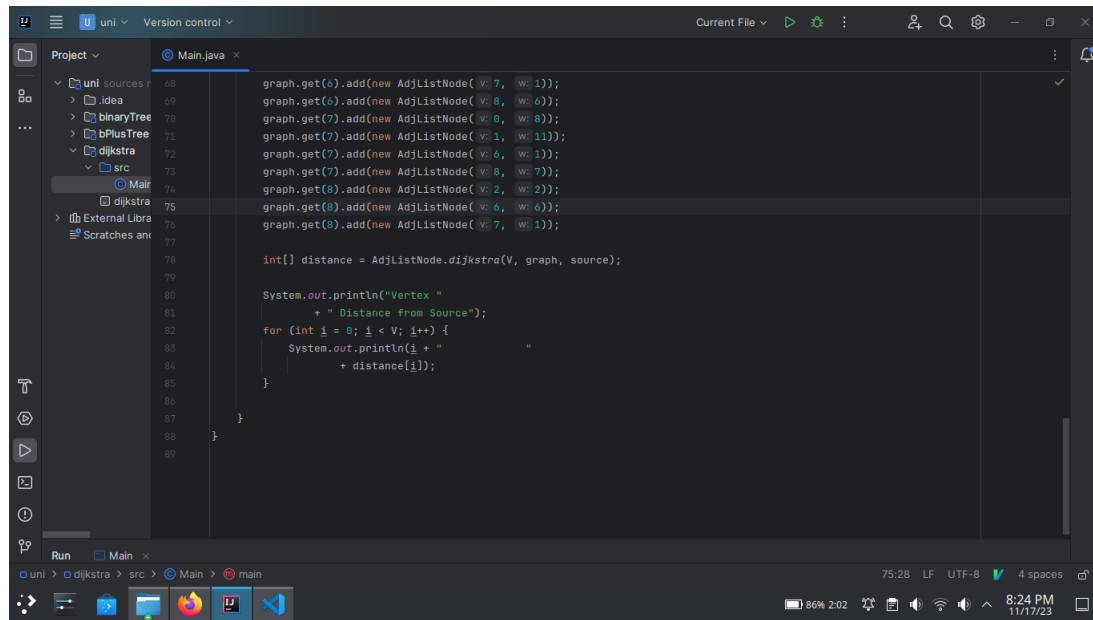 uni Version control Current File
Project Main.java
uni sources r
.idea
binaryTree
bPlusTree
dijkstra
src
Main
dijkstra
External Libra
Scratches and
68 graph.get(6).add(new AdjListNode( v: 7, w: 1));
69 graph.get(6).add(new AdjListNode( v: 8, w: 6));
70 graph.get(7).add(new AdjListNode( v: 0, w: 8));
71 graph.get(7).add(new AdjListNode( v: 1, w: 11));
72 graph.get(7).add(new AdjListNode( v: 6, w: 1));
73 graph.get(7).add(new AdjListNode( v: 8, w: 7));
74 graph.get(8).add(new AdjListNode( v: 2, w: 2));
75 graph.get(8).add(new AdjListNode( v: 6, w: 6));
76 graph.get(8).add(new AdjListNode( v: 7, w: 1));
77
78 int[] distance = AdjListNode.dijkstra(V, graph, source);
79
80 System.out.println("Vertex "
81 + " Distance from Source");
82 for (int i = 0; i < V; i++) {
83 System.out.println(i + "             "
84 + distance[i]);
85 }
86
87 }
88 }
89
Run Main
uni > dijkstra > src > Main > main 75:28 LF UTF-8 4 spaces
86% 2:02 8:24 PM
11/17/23